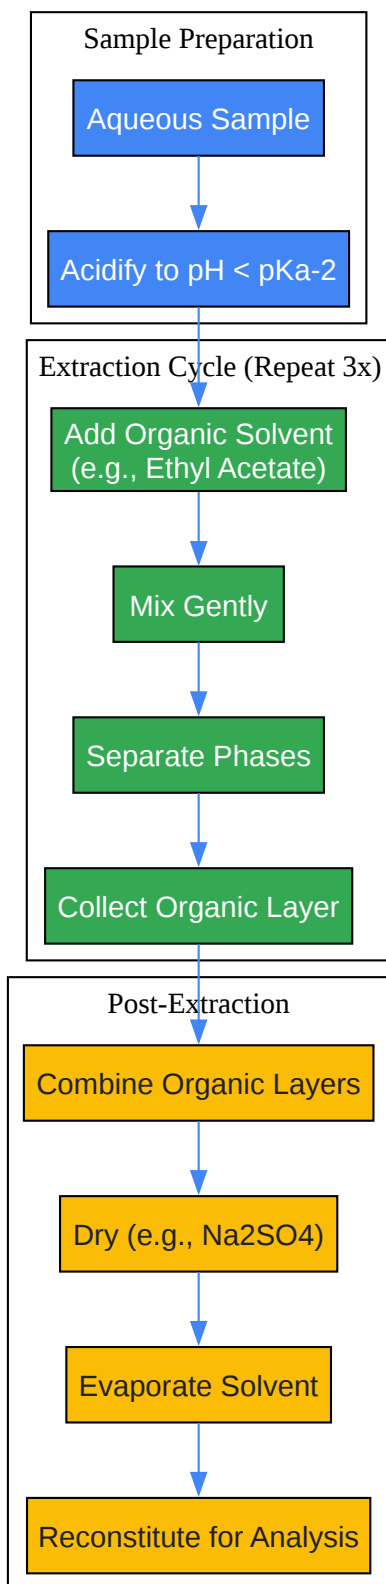 Sample Preparation
Aqueous Sample
Acidify to pH < pKa-2
Extraction Cycle (Repeat 3x)
Add Organic Solvent
(e.g., Ethyl Acetate)
Mix Gently
Separate Phases
Collect Organic Layer
Post-Extraction
Combine Organic Layers
Dry (e.g., Na2SO4)
Evaporate Solvent
Reconstitute for Analysis